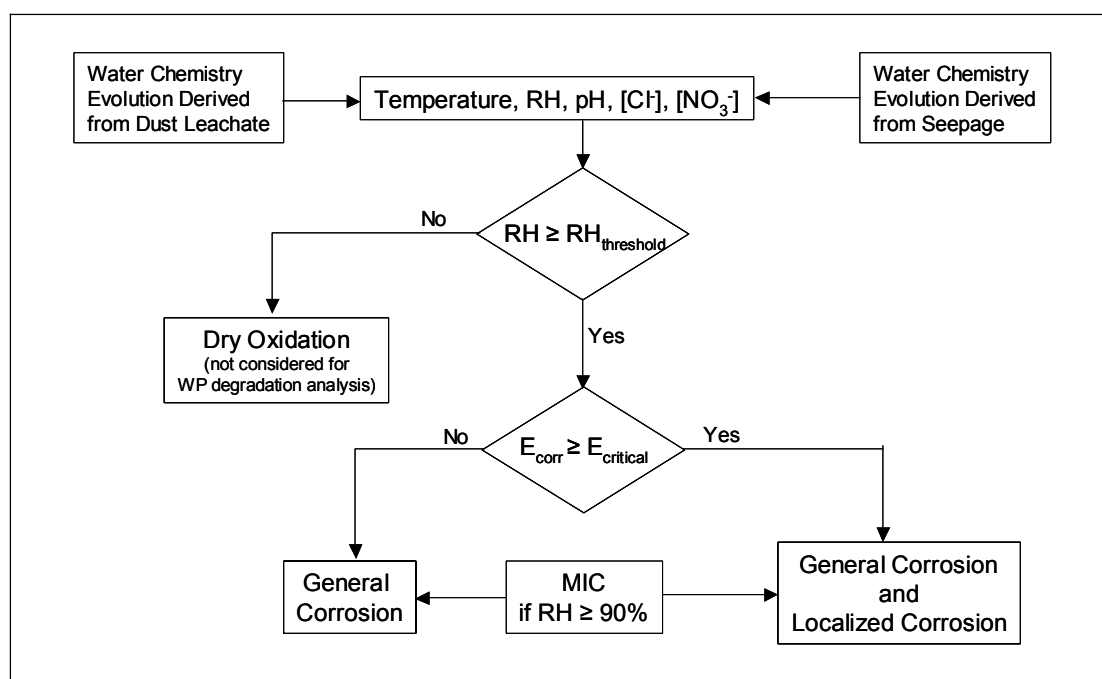 Water Chemistry
Evolution Derived
from Dust Leachate
Temperature, RH, pH, [Cl-], [NO3-]
Water Chemistry
Evolution Derived
from Seepage
No
RH ≥ RHthreshold
Yes
Dry Oxidation
(not considered for
WP degradation analysis)
No
Ecorr ≥ Ecritical
Yes
General
Corrosion
MIC
if RH ≥ 90%
General Corrosion
and
Localized Corrosion